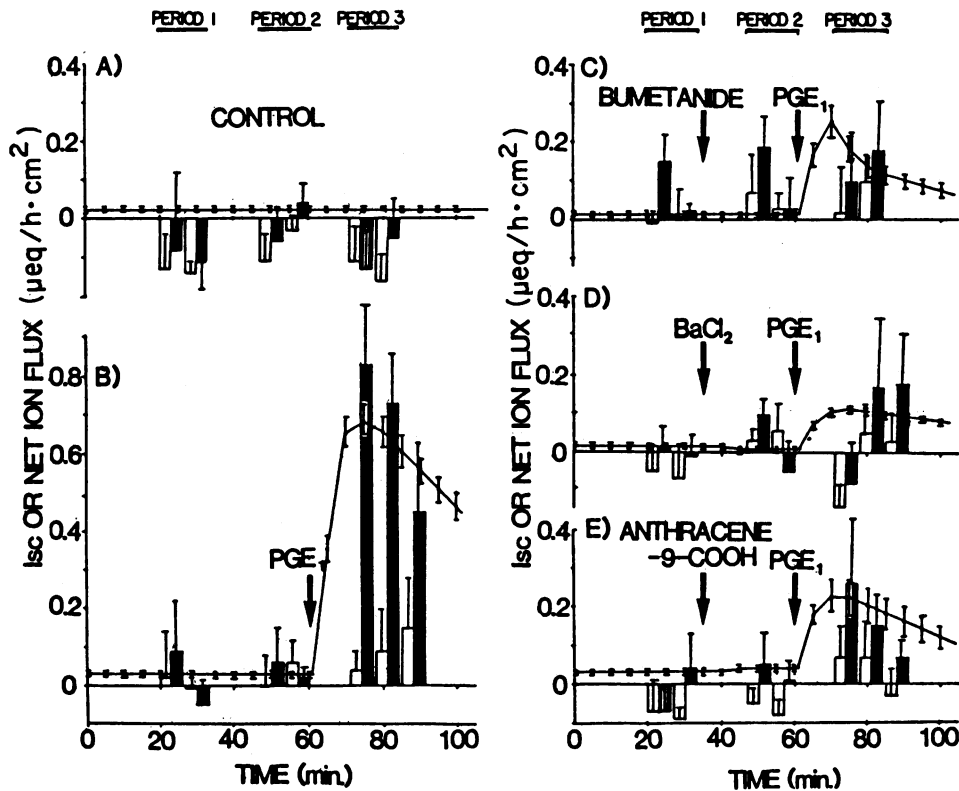 PERIOD 1 PERIOD 2 PERIOD 3
PERIOD 1 PERIOD 2 PERIOD 3
Isc OR NET ION FLUX (μeq/h·cm²)
A)
CONTROL
0.4
0.2
0
B)
PGE₁
0.8
0.6
0.4
0.2
0
0 20 40 60 80 100
TIME (min.)
Isc OR NET ION FLUX (μeq/h·cm²)
C)
BUMETANIDE PGE₁
0.4
0.2
0
D)
BaCl₂ PGE₁
0.4
0.2
0
E) ANTHRACENE
-9-COOH PGE₁
0.4
0.2
0
0 20 40 60 80 100
TIME (min.)